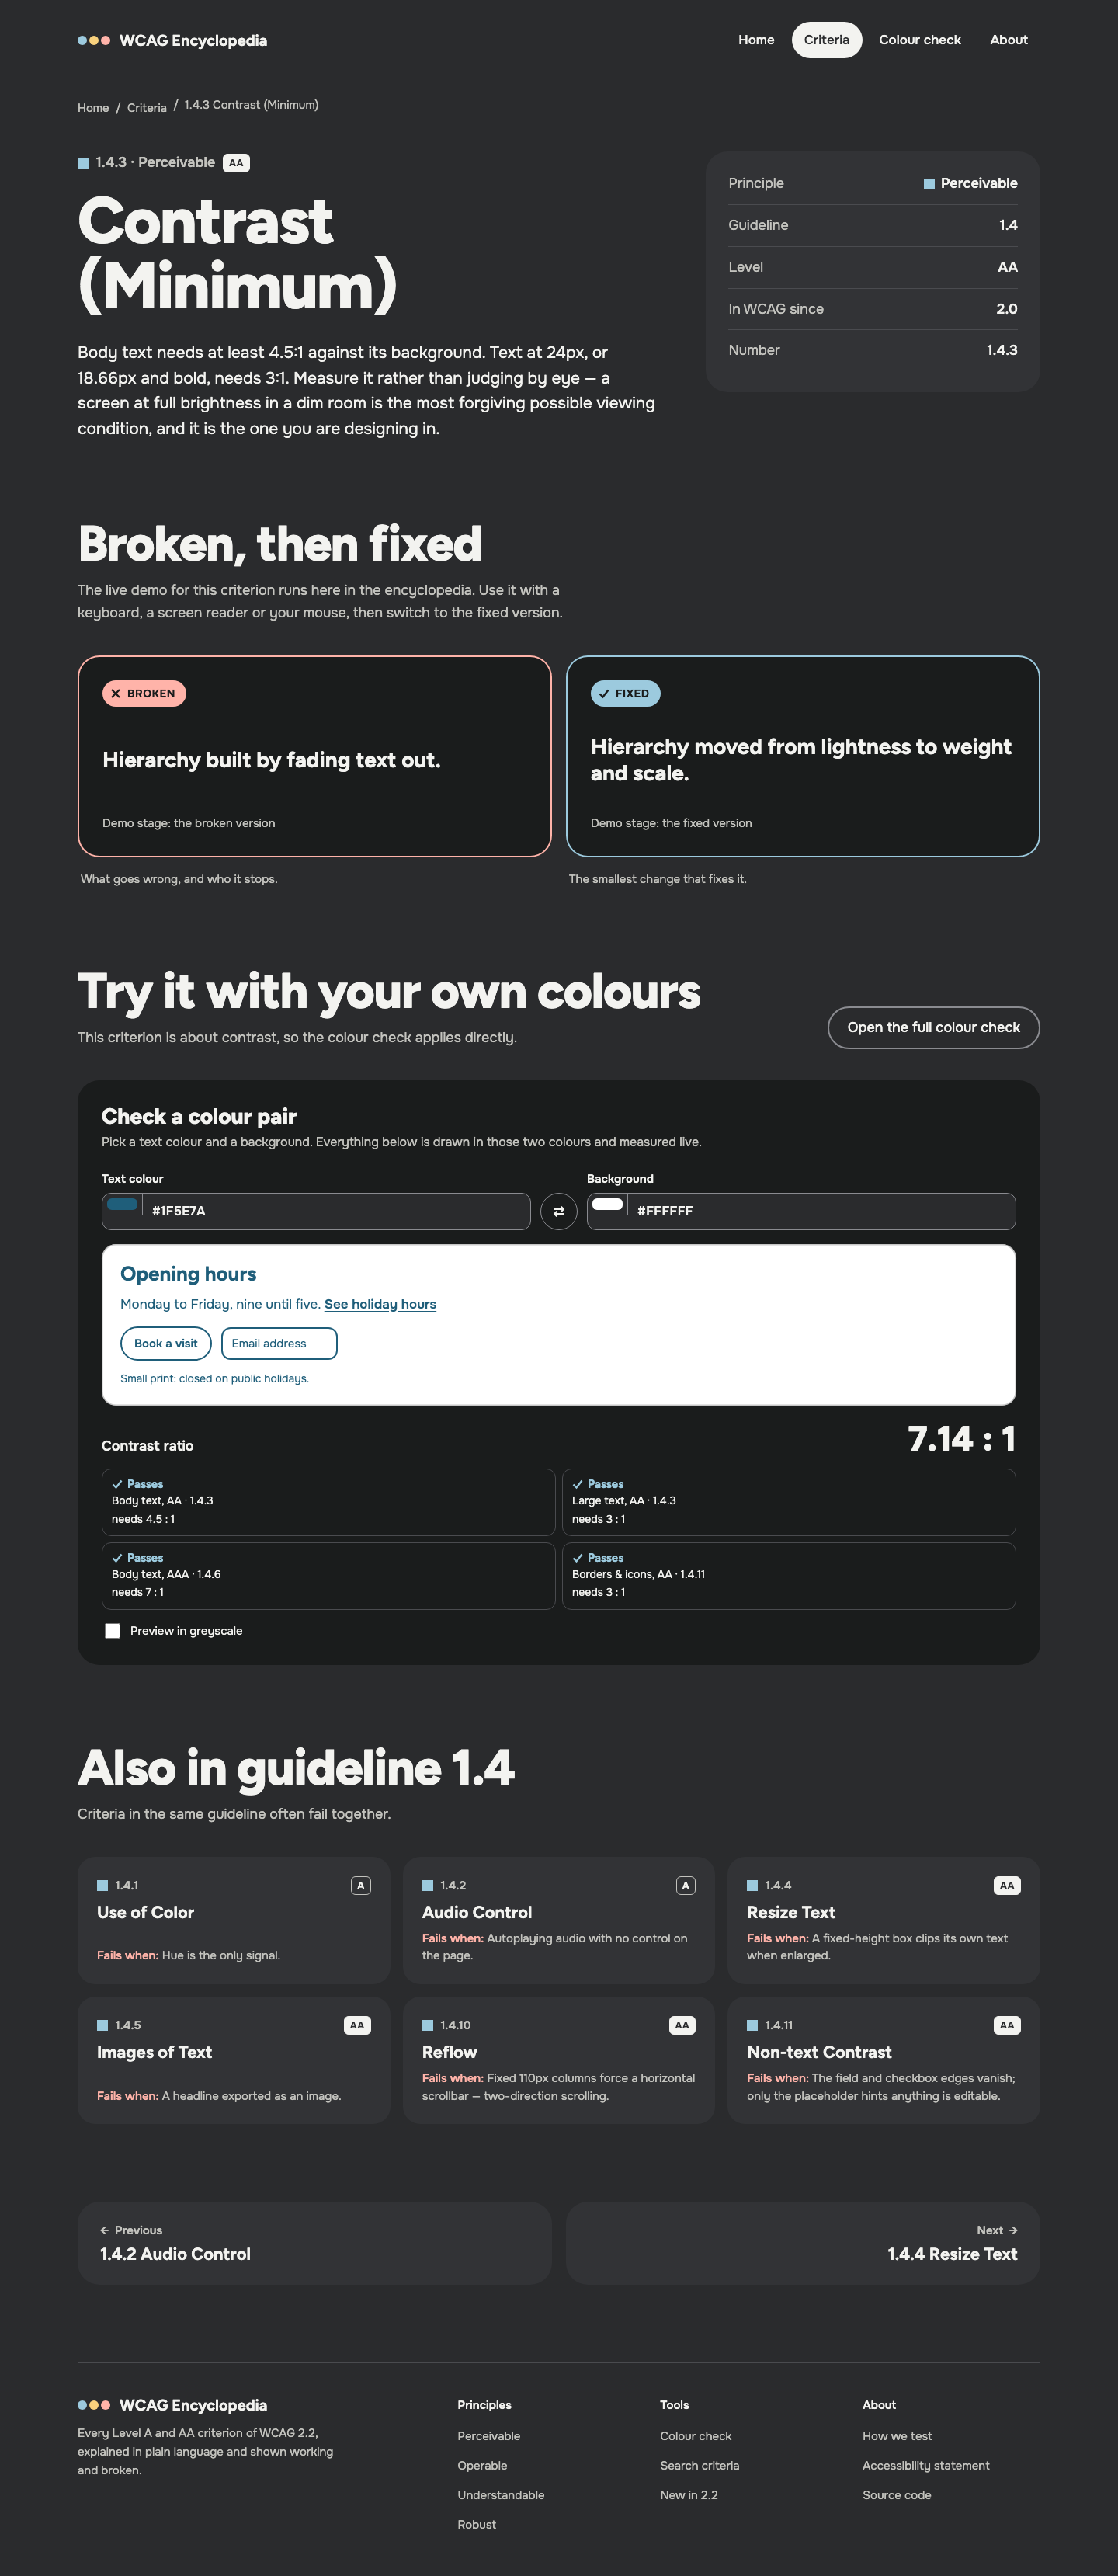 WCAG Encyclopedia
Home
Criteria
Colour check
About
Home / Criteria / 1.4.3 Contrast (Minimum)
1.4.3 · Perceivable AA
Contrast
(Minimum)
Body text needs at least 4.5:1 against its background. Text at 24px, or
18.66px and bold, needs 3:1. Measure it rather than judging by eye — a
screen at full brightness in a dim room is the most forgiving possible viewing
condition, and it is the one you are designing in.
Principle Perceivable
Guideline 1.4
Level AA
In WCAG since 2.0
Number 1.4.3
Broken, then fixed
The live demo for this criterion runs here in the encyclopedia. Use it with a
keyboard, a screen reader or your mouse, then switch to the fixed version.
BROKEN
Hierarchy built by fading text out.
Demo stage: the broken version
What goes wrong, and who it stops.
FIXED
Hierarchy moved from lightness to weight
and scale.
Demo stage: the fixed version
The smallest change that fixes it.
Try it with your own colours
This criterion is about contrast, so the colour check applies directly.
Open the full colour check
Check a colour pair
Pick a text colour and a background. Everything below is drawn in those two colours and measured live.
Text colour
#1F5E7A
⇄
Background
#FFFFFF
Opening hours
Monday to Friday, nine until five. See holiday hours
Book a visit
Email address
Small print: closed on public holidays.
Contrast ratio
7.14 : 1
Passes
Body text, AA · 1.4.3
needs 4.5 : 1
Passes
Large text, AA · 1.4.3
needs 3 : 1
Passes
Body text, AAA · 1.4.6
needs 7 : 1
Passes
Borders & icons, AA · 1.4.11
needs 3 : 1
Preview in greyscale
Also in guideline 1.4
Criteria in the same guideline often fail together.
1.4.1 A
Use of Color
Fails when: Hue is the only signal.
1.4.2 A
Audio Control
Fails when: Autoplaying audio with no control on
the page.
1.4.4 AA
Resize Text
Fails when: A fixed-height box clips its own text
when enlarged.
1.4.5 AA
Images of Text
Fails when: A headline exported as an image.
1.4.10 AA
Reflow
Fails when: Fixed 110px columns force a horizontal
scrollbar — two-direction scrolling.
1.4.11 AA
Non-text Contrast
Fails when: The field and checkbox edges vanish;
only the placeholder hints anything is editable.
← Previous
1.4.2 Audio Control
Next →
1.4.4 Resize Text
WCAG Encyclopedia
Every Level A and AA criterion of WCAG 2.2,
explained in plain language and shown working
and broken.
Principles
Perceivable
Operable
Understandable
Robust
Tools
Colour check
Search criteria
New in 2.2
About
How we test
Accessibility statement
Source code